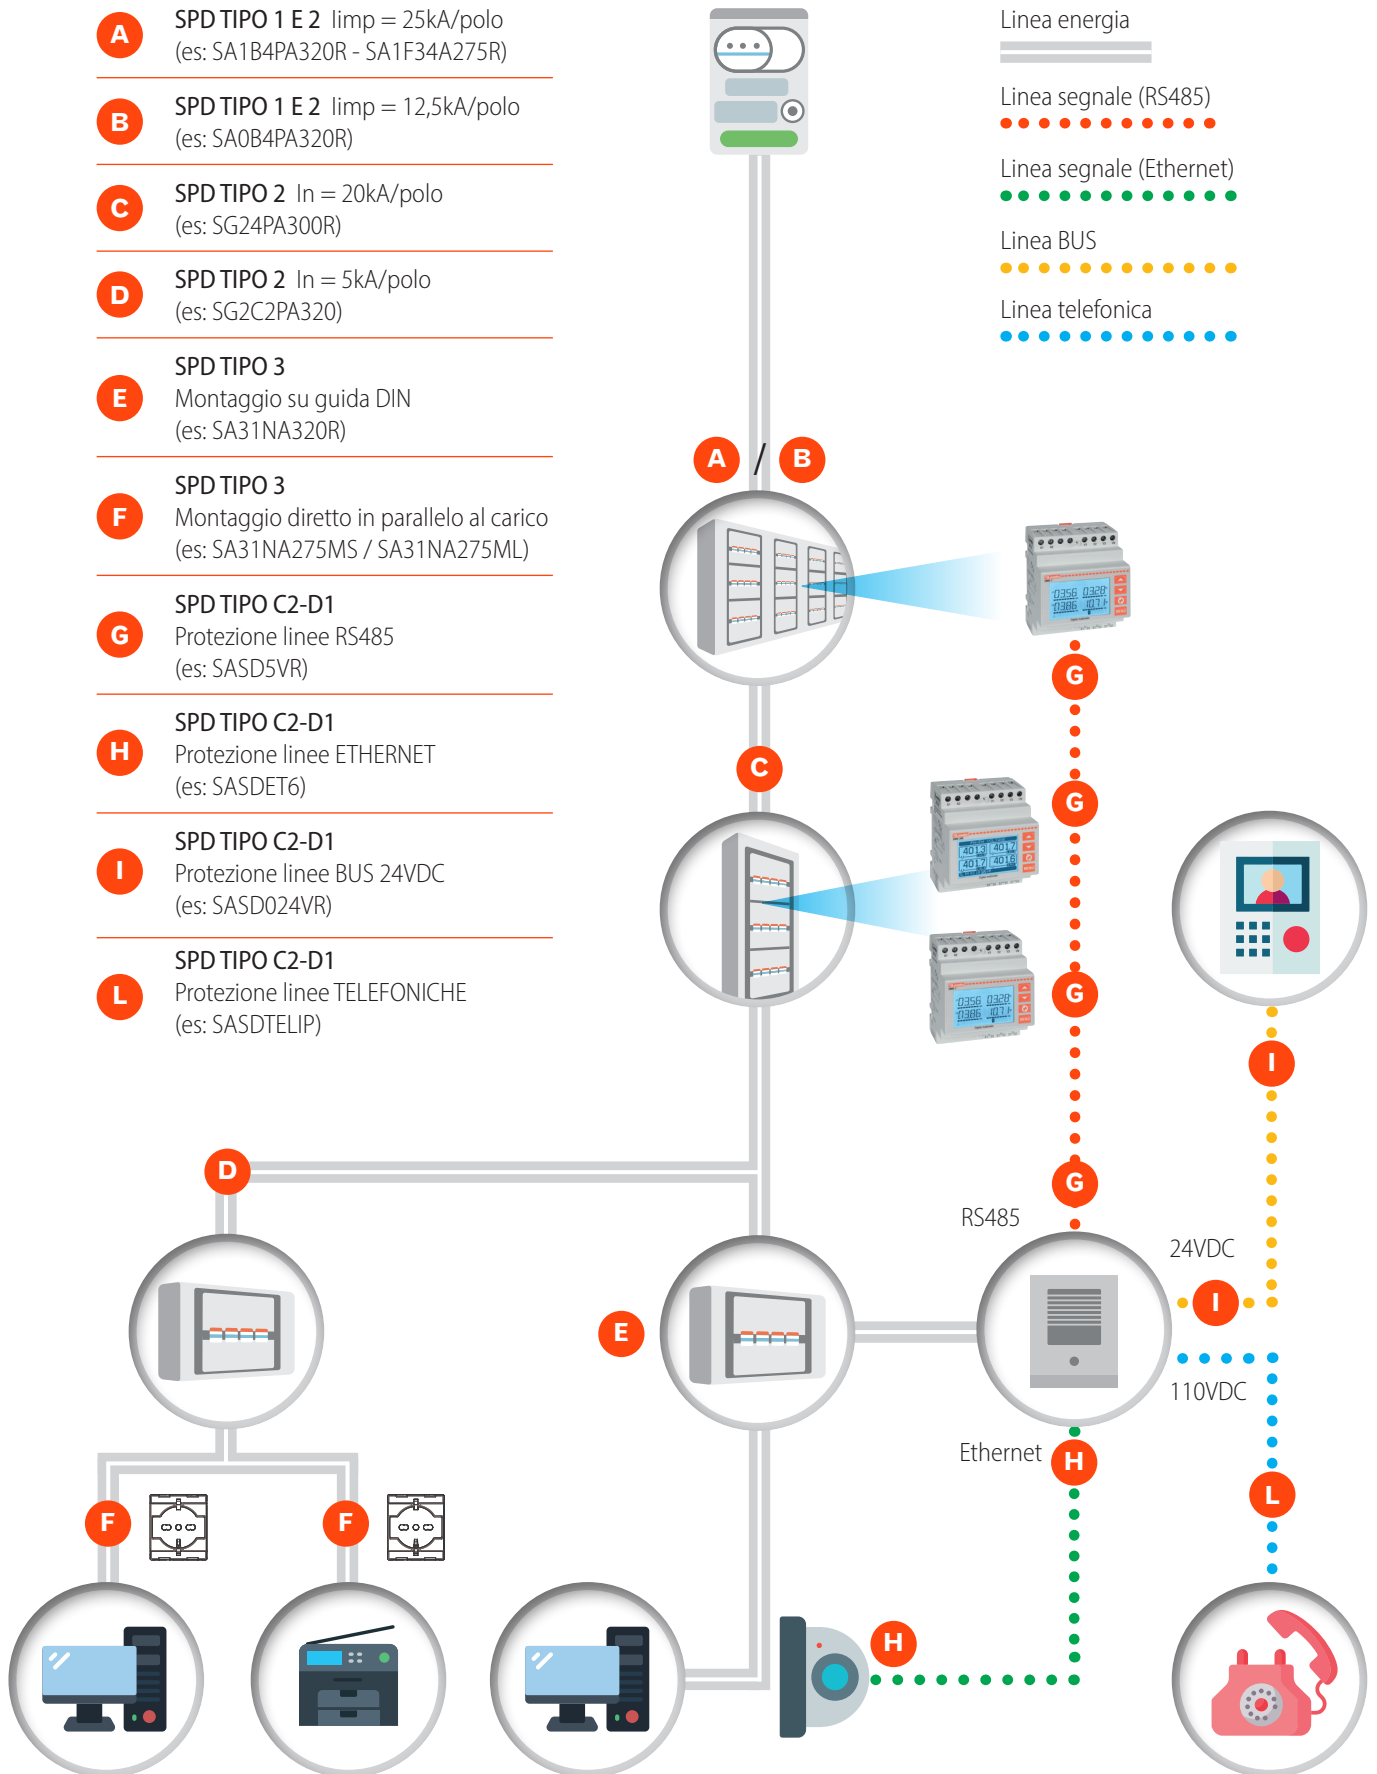 A
SPD TIPO 1 E 2 Iimp = 25kA/polo
(es: SA1B4PA320R - SA1F34A275R)
B
SPD TIPO 1 E 2 Iimp = 12,5kA/polo
(es: SA0B4PA320R)
C
SPD TIPO 2 In = 20kA/polo
(es: SG24PA300R)
D
SPD TIPO 2 In = 5kA/polo
(es: SG2C2PA320)
E
SPD TIPO 3
Montaggio su guida DIN
(es: SA31NA320R)
F
SPD TIPO 3
Montaggio diretto in parallelo al carico
(es: SA31NA275MS / SA31NA275ML)
G
SPD TIPO C2-D1
Protezione linee RS485
(es: SASD5VR)
H
SPD TIPO C2-D1
Protezione linee ETHERNET
(es: SASDET6)
I
SPD TIPO C2-D1
Protezione linee BUS 24VDC
(es: SASD024VR)
L
SPD TIPO C2-D1
Protezione linee TELEFONICHE
(es: SASDTELIP)
Linea energia
Linea segnale (RS485)
Linea segnale (Ethernet)
Linea BUS
Linea telefonica
A / B
G
C
G
G
I
D
G
RS485
24VDC
I
E
110VDC
Ethernet
H
L
F
F
H